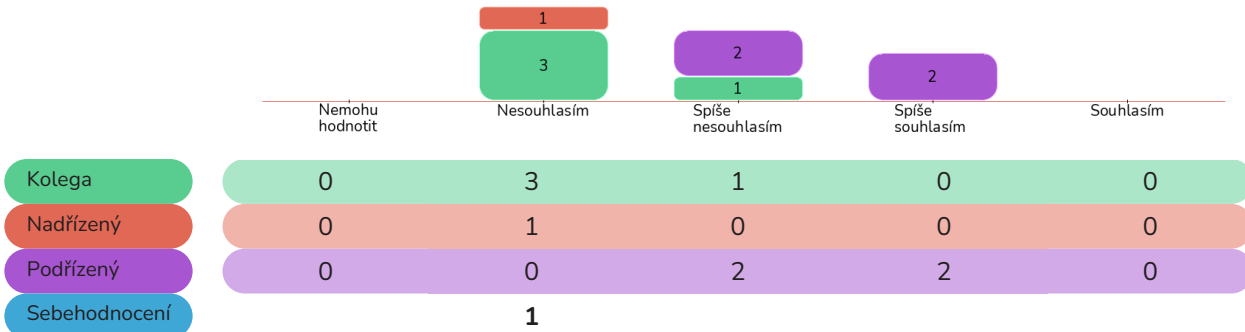 1
3
2
1
2
Nemohu
hodnotit
Nesouhlasím
Spíše
nesouhlasím
Spíše
souhlasím
Souhlasím
Kolega 0 3 1 0 0
Nadřízený 0 1 0 0 0
Podřízený 0 0 2 2 0
Sebehodnocení 1